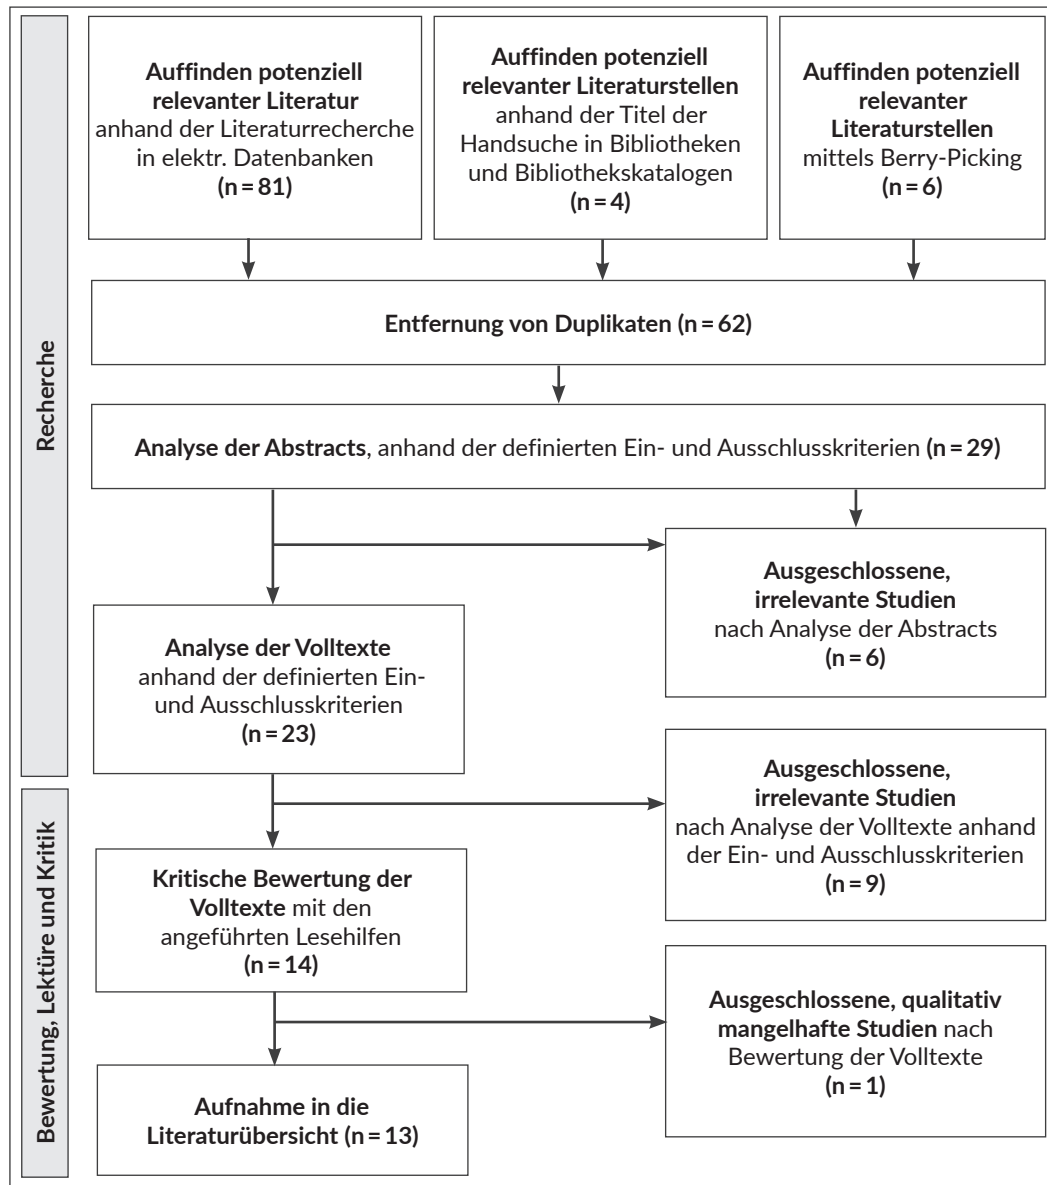 Recherche
Auffinden potenziell
relevanter Literatur
anhand der Literaturrecherche
in elektr. Datenbanken
(n = 81)
Auffinden potenziell
relevanter Literaturstellen
anhand der Titel der
Handsuche in Bibliotheken
und Bibliothekskatalogen
(n = 4)
Auffinden potenziell
relevanter
Literaturstellen
mittels Berry-Picking
(n = 6)
Entfernung von Duplikaten (n = 62)
Analyse der Abstracts, anhand der definierten Ein- und Ausschlusskriterien (n = 29)
Ausgeschlossene,
irrelevante Studien
nach Analyse der Abstracts
(n = 6)
Analyse der Volltexte
anhand der definierten Ein-
und Ausschlusskriterien
(n = 23)
Ausgeschlossene,
irrelevante Studien
nach Analyse der Volltexte anhand
der Ein- und Ausschlusskriterien
(n = 9)
Bewertung, Lektüre und Kritik
Kritische Bewertung der
Volltexte mit den
angeführten Lesehilfen
(n = 14)
Ausgeschlossene, qualitativ
mangelhafte Studien nach
Bewertung der Volltexte
(n = 1)
Aufnahme in die
Literaturübersicht (n = 13)